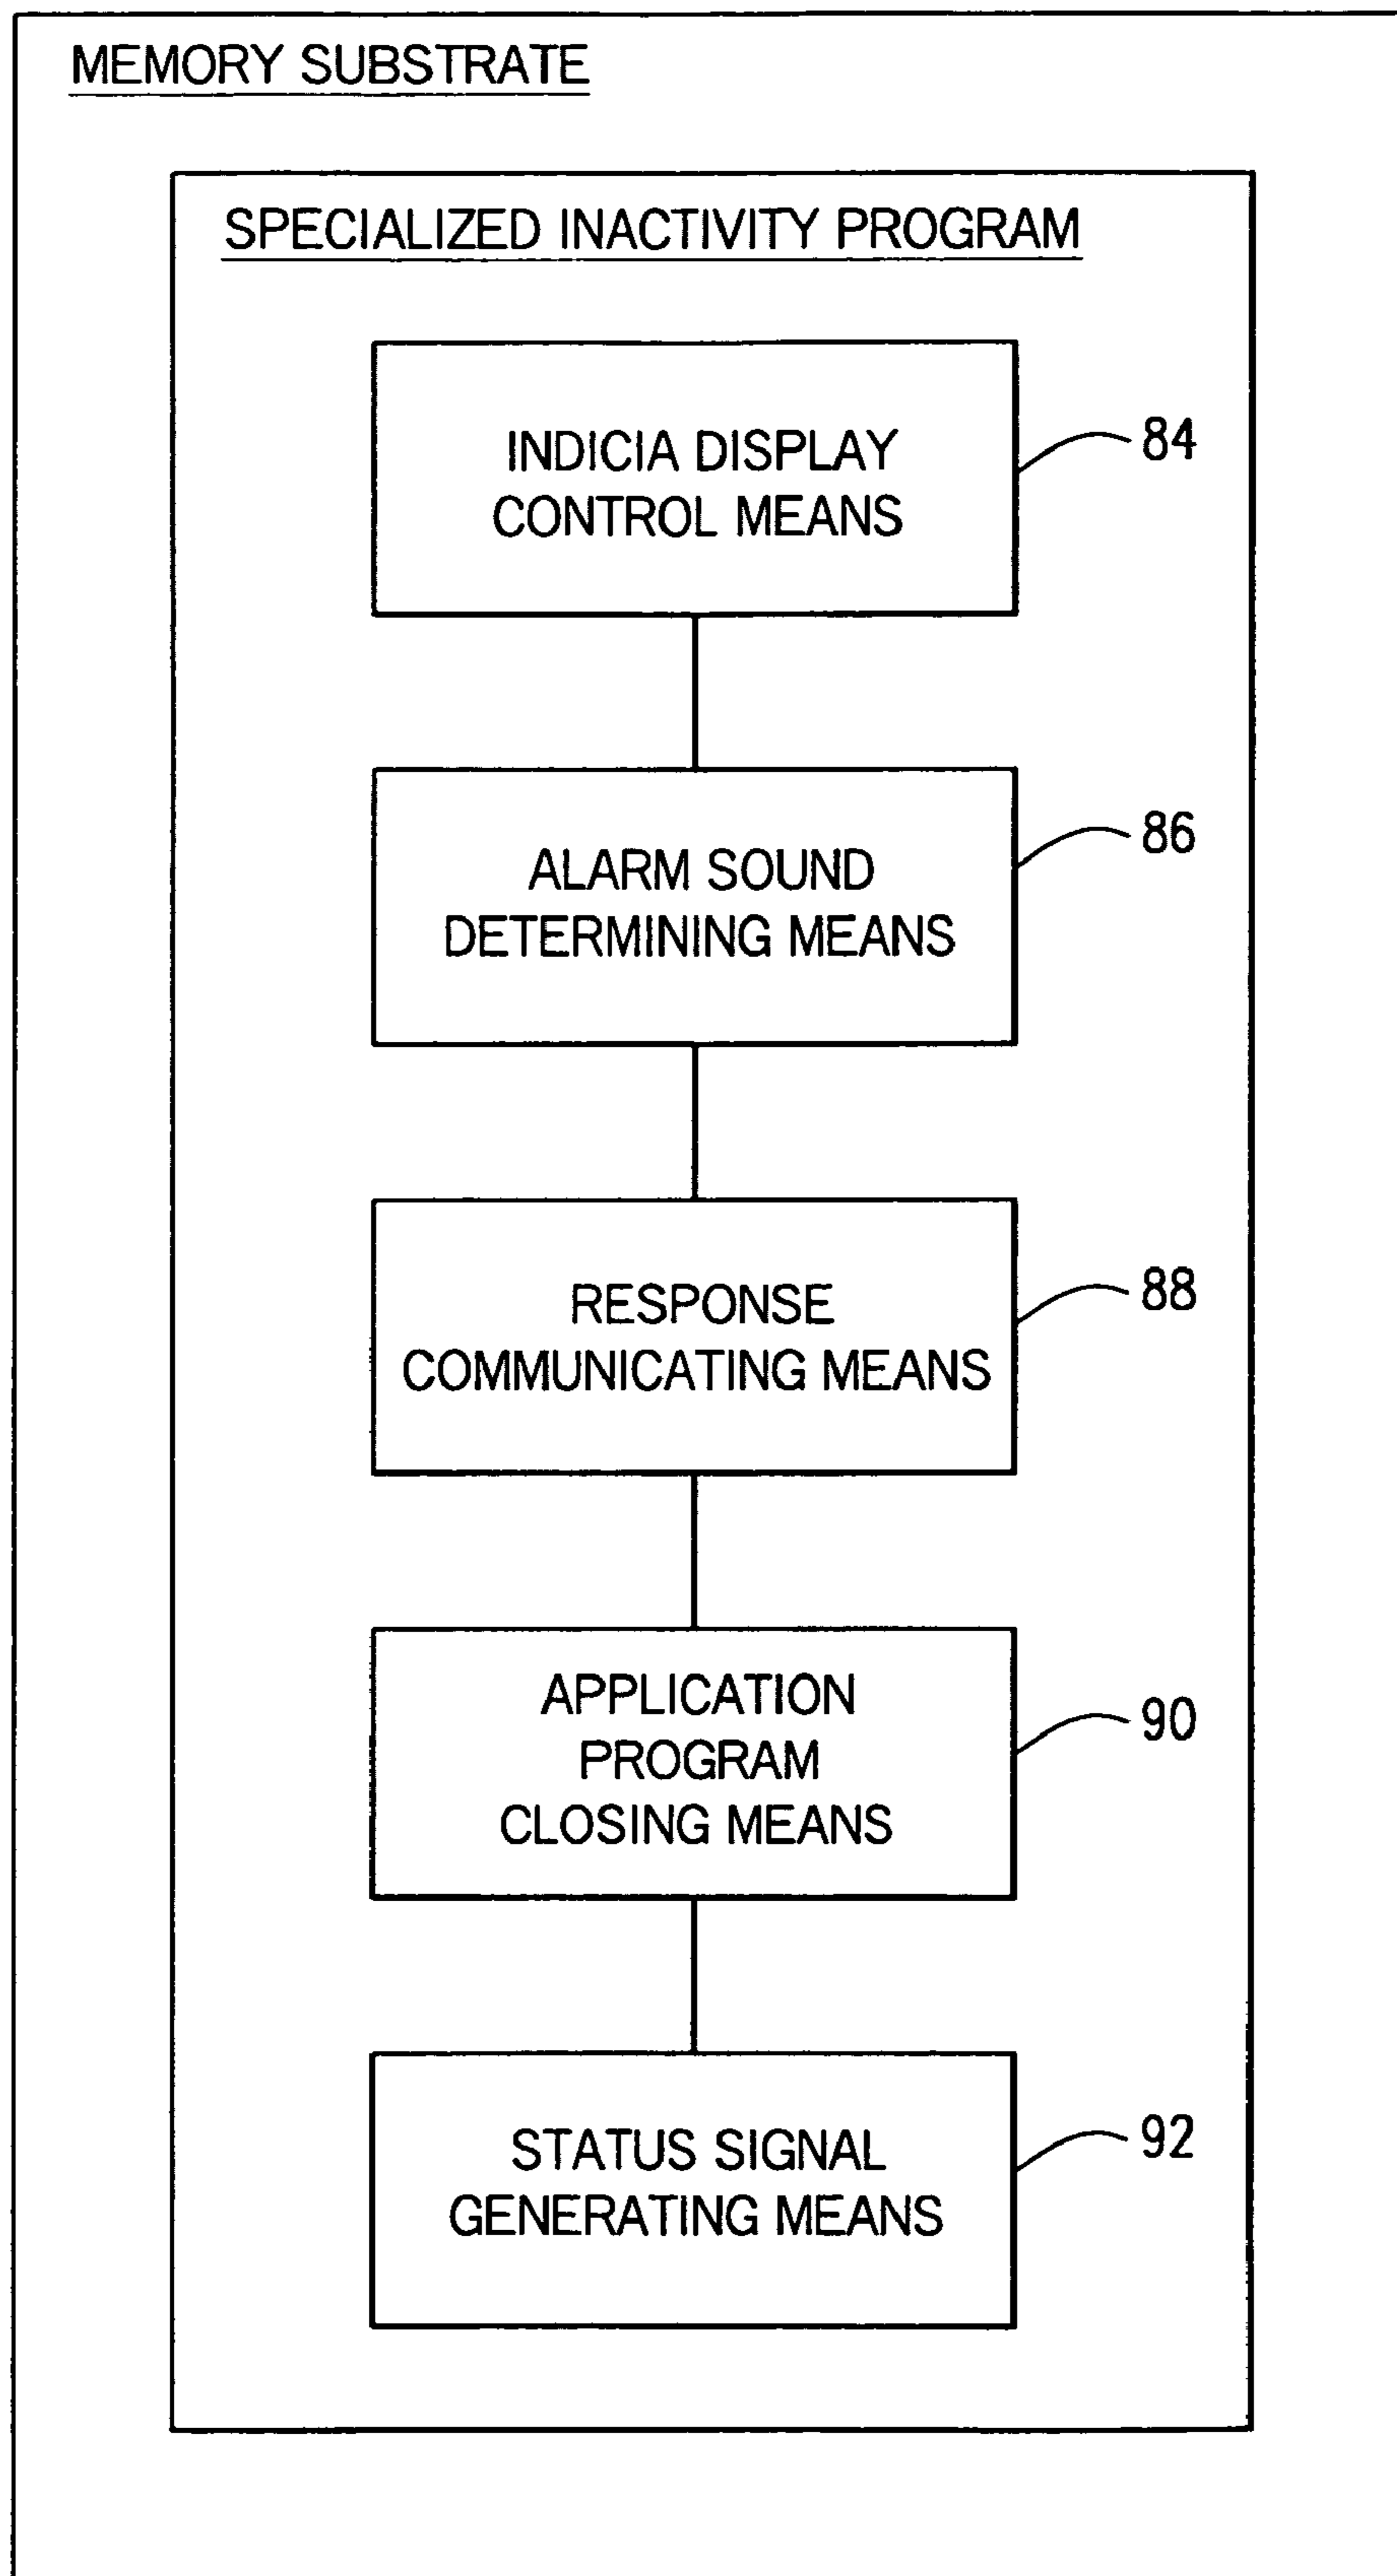 MEMORY SUBSTRATE
SPECIALIZED INACTIVITY PROGRAM
INDICIA DISPLAY
CONTROL MEANS
84
ALARM SOUND
DETERMINING MEANS
86
RESPONSE
COMMUNICATING MEANS
88
APPLICATION
PROGRAM
CLOSING MEANS
90
STATUS SIGNAL
GENERATING MEANS
92